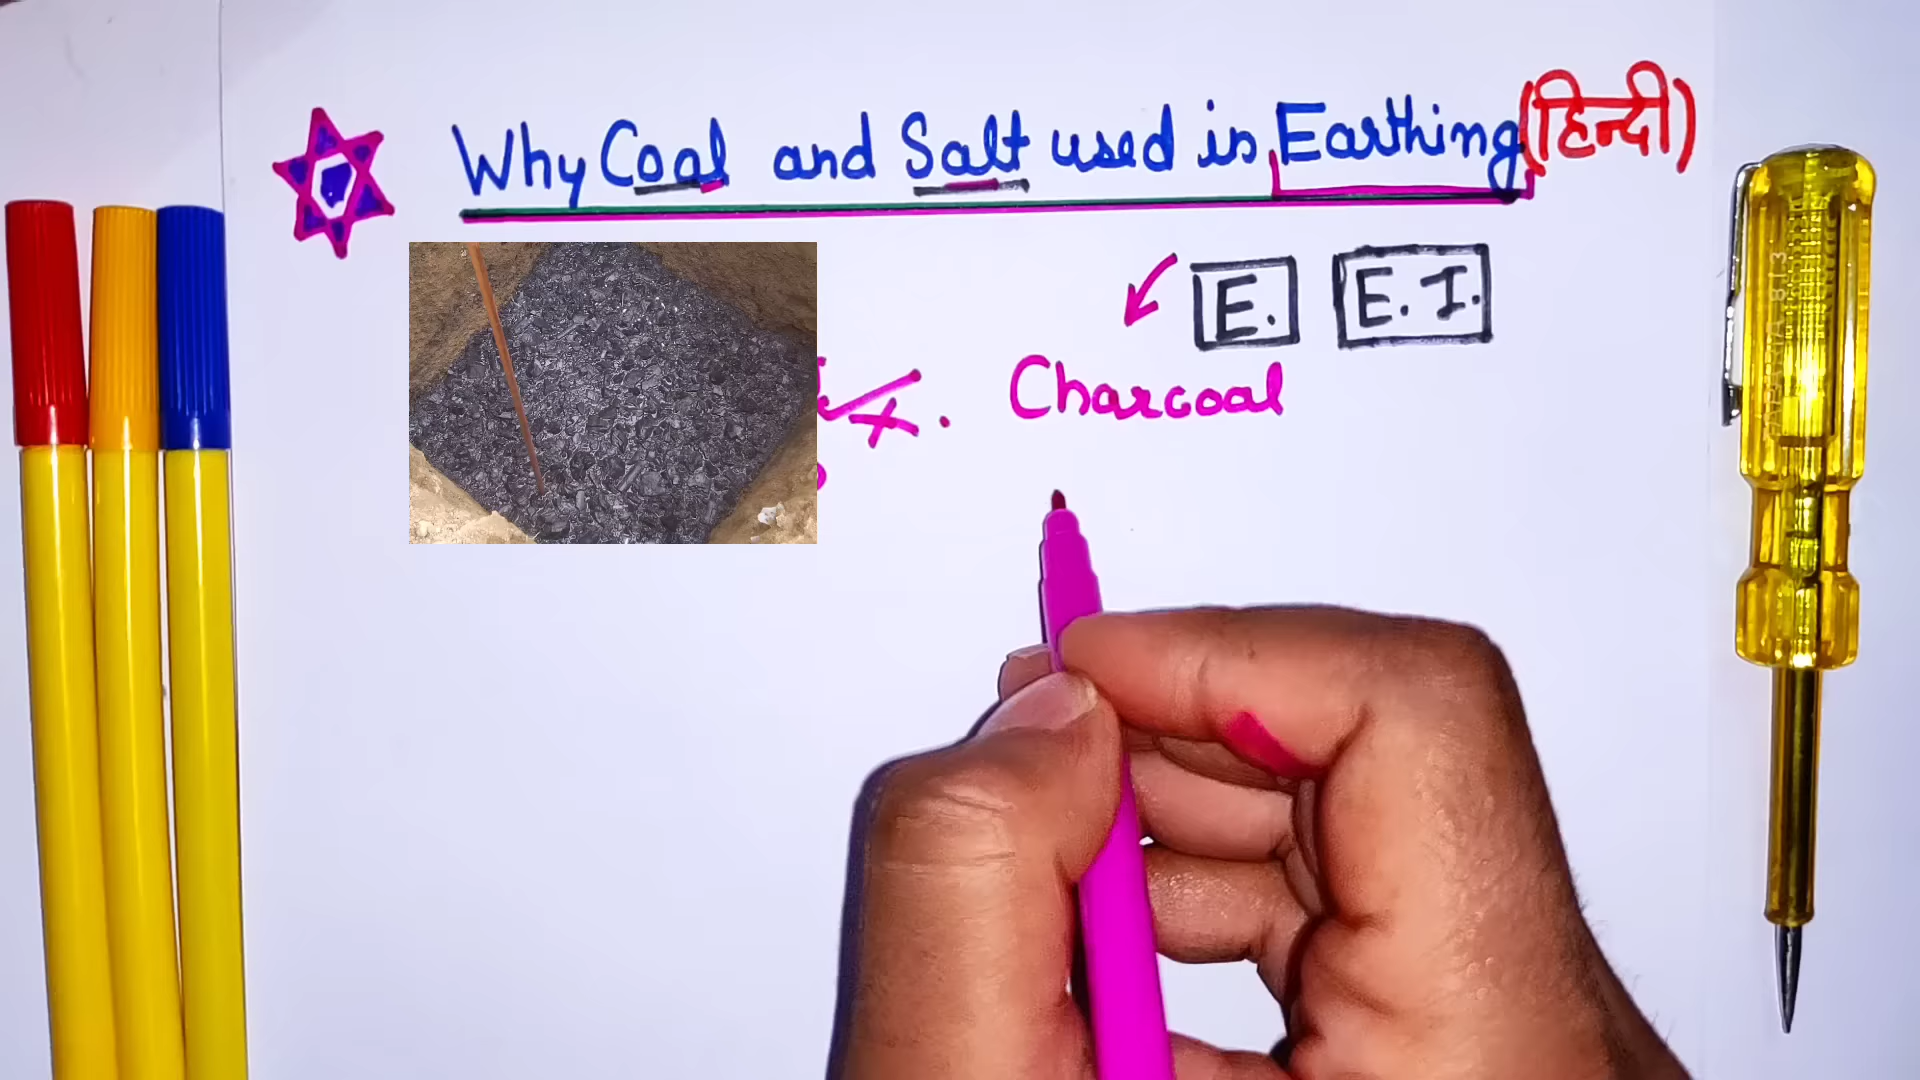 Why Coal and Salt used in Earthing (हिन्दी)
E. E.I.
Charcoal